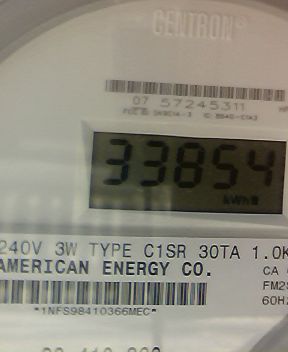 CENTRON®
07 57245311
33854
kWh
240V 3W TYPE C1SR 30TA 1.0K
AMERICAN ENERGY CO.
CA
FM2S
60HZ
*1NFS98410366MEC*